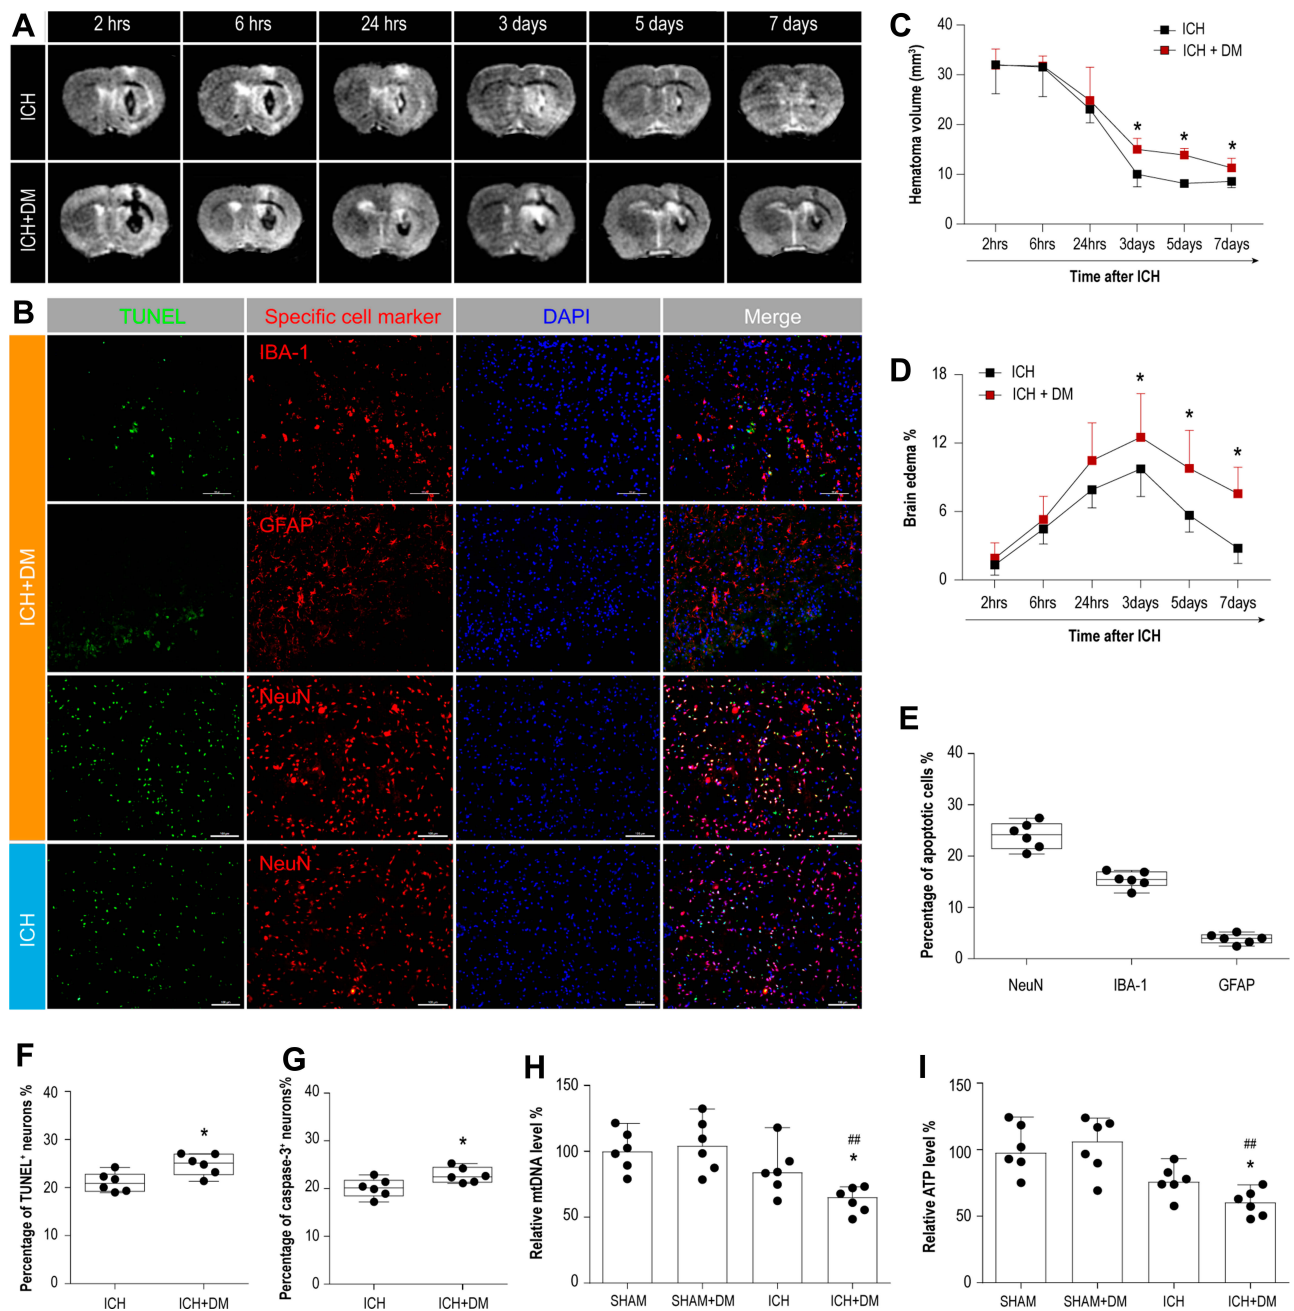 A
2 hrs 6 hrs 24 hrs 3 days 5 days 7 days
ICH
ICH+DM
B
TUNEL Specific cell marker DAPI Merge
ICH+DM
IBA-1
GFAP
NeuN
ICH
NeuN
C
ICH
ICH + DM
Hematoma volume (mm³)
40
30
20
10
0
* * *
2hrs 6hrs 24hrs 3days 5days 7days
Time after ICH
D
ICH
ICH + DM
Brain edema %
18
12
6
0
* * *
2hrs 6hrs 24hrs 3days 5days 7days
Time after ICH
E
Percentage of apoptotic cells %
40
30
20
10
0
NeuN IBA-1 GFAP
F
Percentage of TUNEL⁺ neurons %
40
30
20
10
0
*
ICH ICH+DM
G
Percentage of caspase-3⁺ neurons%
40
30
20
10
0
*
ICH ICH+DM
H
Relative mtDNA level %
150
100
50
0
##
*
SHAM SHAM+DM ICH ICH+DM
I
Relative ATP level %
150
100
50
0
##
*
SHAM SHAM+DM ICH ICH+DM